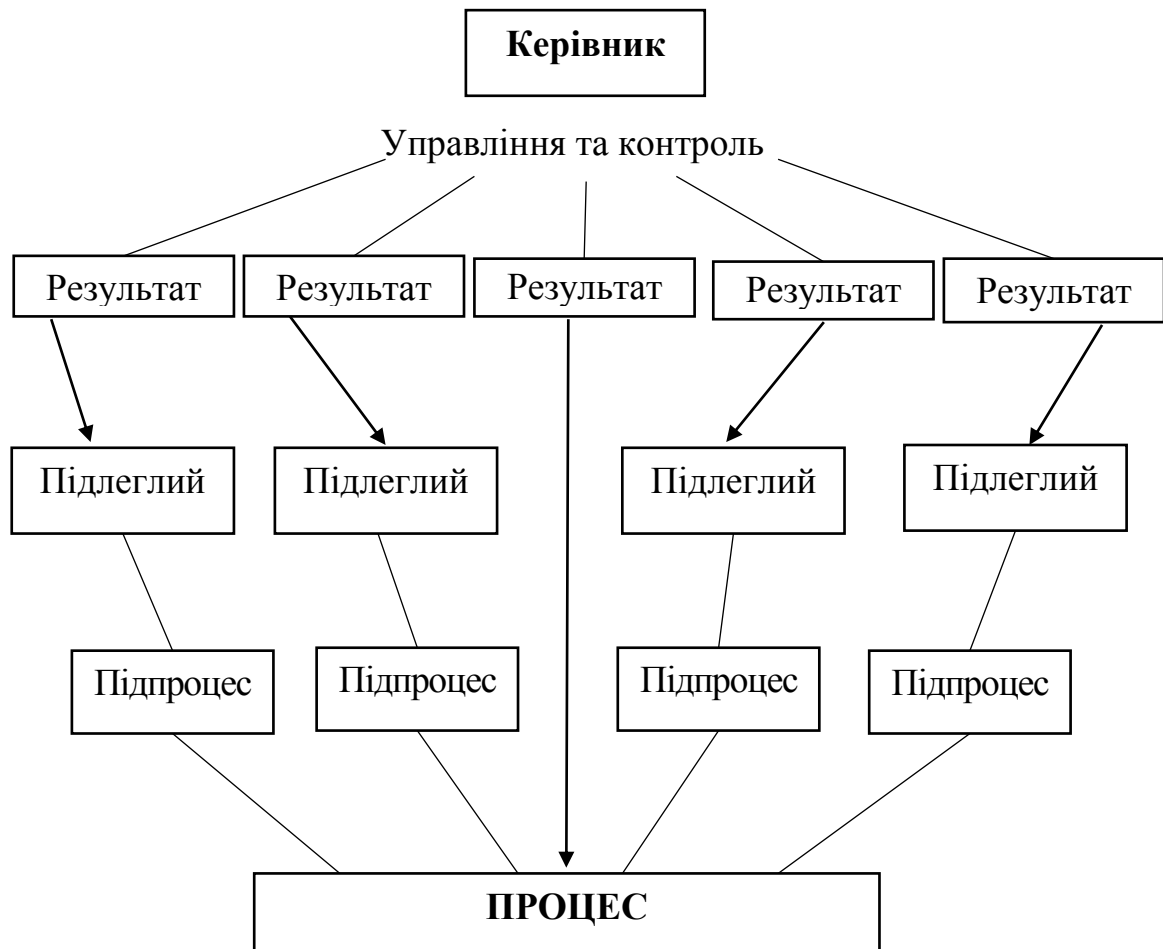 Керівник
Управління та контроль
Результат
Результат
Результат
Результат
Результат
Підлеглий
Підлеглий
Підлеглий
Підлеглий
Підпроцес
Підпроцес
Підпроцес
Підпроцес
ПРОЦЕС